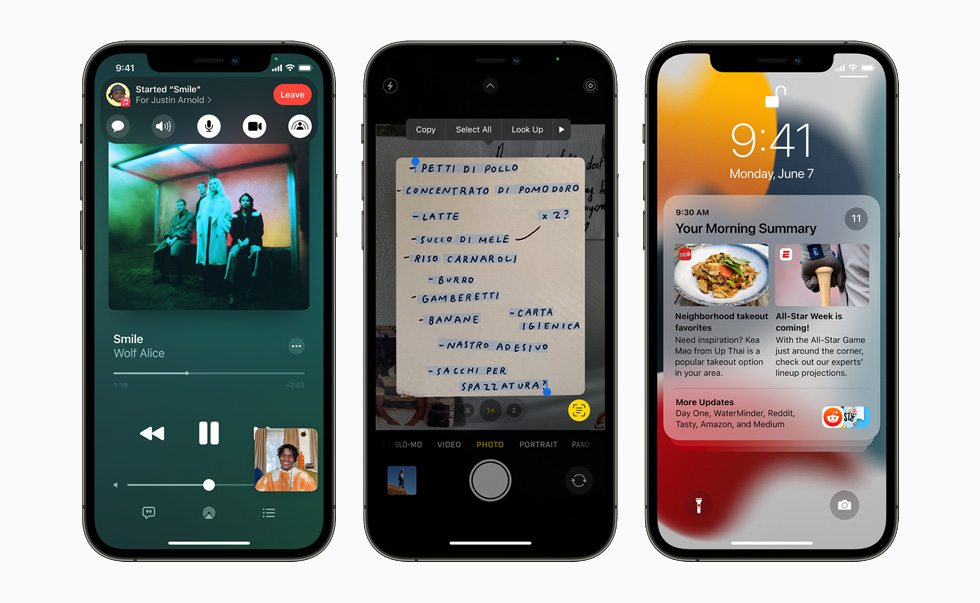 9:41
Started “Smile”
For Justin Arnold >
Leave
Smile
Wolf Alice
1:15
-2:02
Copy
Select All
Look Up
- PETTI DI POLLO
- CONCENTRATO DI POMODORO
- LATTE
x 2?
- SUCCO DI MELE
- RISO CARNAROLI
- BURRO
- GAMBERETTI
- BANANE
- CARTA
IGIENICA
- NASTRO ADESIVO
- SACCHI PER
SPAZZATURA?
1×
2
SLO-MO
VIDEO
PHOTO
PORTRAIT
PANO
9:41
Monday, June 7
9:30 AM
Your Morning Summary
11
Neighborhood takeout
favorites
Need inspiration? Kea
Mao from Up Thai is a
popular takeout option
in your area.
All-Star Week is
coming!
With the All-Star Game
just around the corner,
check out our experts’
lineup projections.
More Updates
Day One, WaterMinder, Reddit,
Tasty, Amazon, and Medium